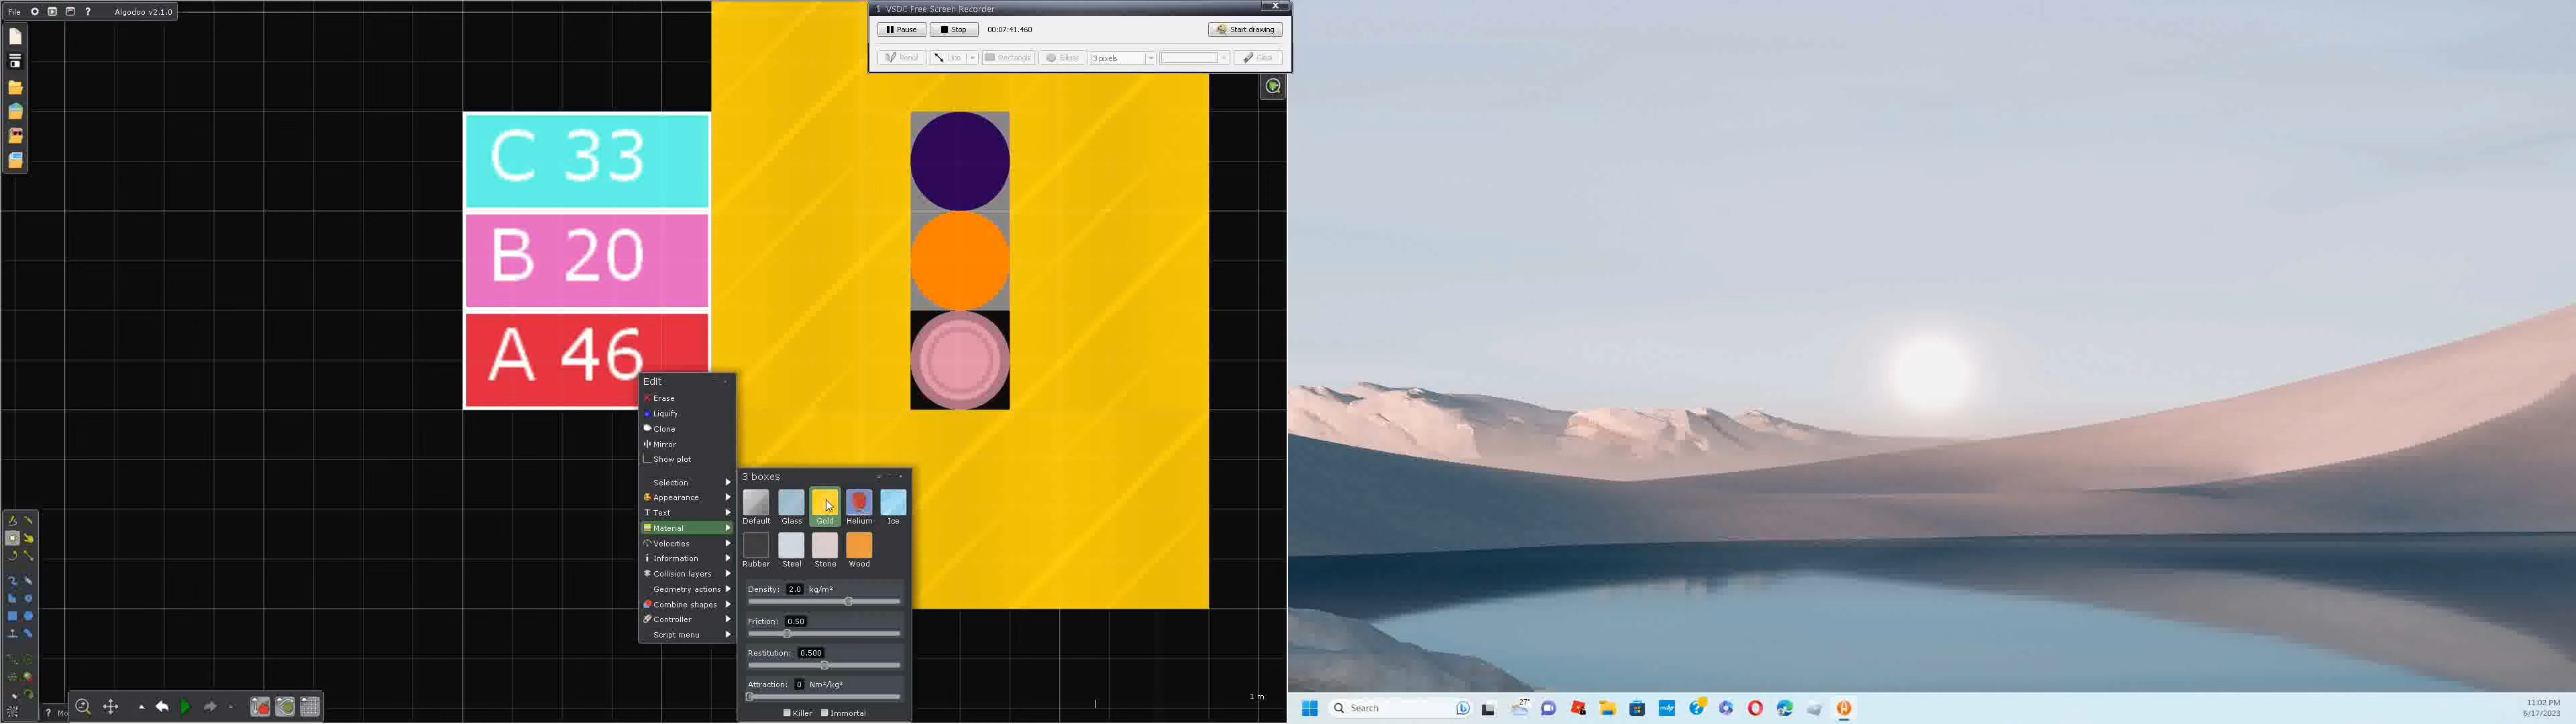 File
Algodoo v2.1.0
VSDC Free Screen Recorder
Pause
Stop
00:07:41.460
Start drawing
Pencil
Line
Rectangle
Ellipse
3 pixels
Clear
C 33
B 20
A 46
Edit
Erase
Liquify
Clone
Mirror
Show plot
Selection
Appearance
Text
Material
Velocities
Information
Collision layers
Geometry actions
Combine shapes
Controller
Script menu
3 boxes
Default Glass Gold Helium Ice
Rubber Steel Stone Wood
Density: 2.0 kg/m²
Friction: 0.50
Restitution: 0.500
Attraction: 0 Nm²/kg²
Killer Immortal
? Mo
1 m
Search
27°
11:02 PM
6/17/2023